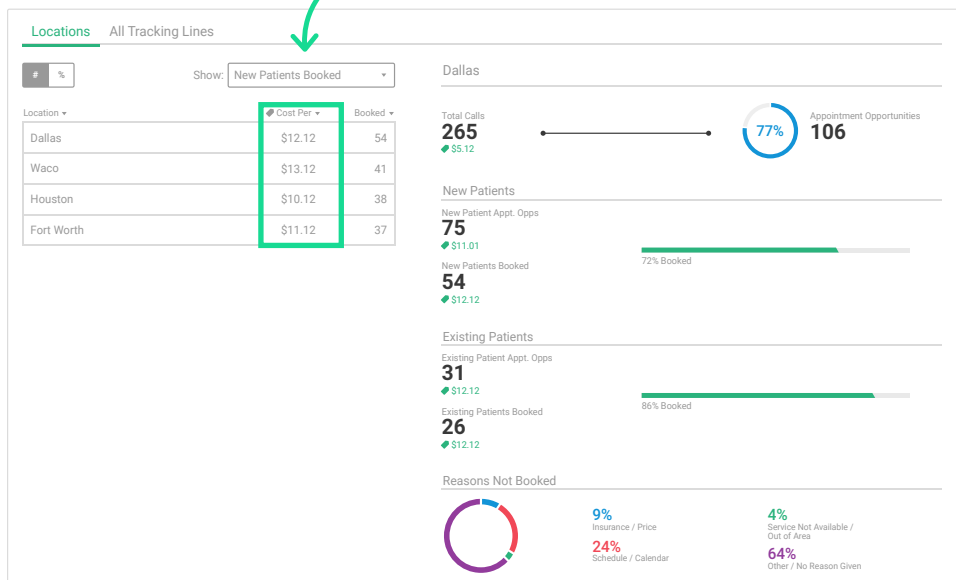 Locations All Tracking Lines
# % Show: New Patients Booked
Location Cost Per Booked
Dallas $12.12 54
Waco $13.12 41
Houston $10.12 38
Fort Worth $11.12 37
Dallas
Total Calls
265
$5.12
77%
Appointment Opportunities
106
New Patients
New Patient Appt. Opps
75
$11.01
New Patients Booked
54
$12.12
72% Booked
Existing Patients
Existing Patient Appt. Opps
31
$12.12
Existing Patients Booked
26
$12.12
86% Booked
Reasons Not Booked
9%
Insurance / Price
24%
Schedule / Calendar
4%
Service Not Available /
Out of Area
64%
Other / No Reason Given